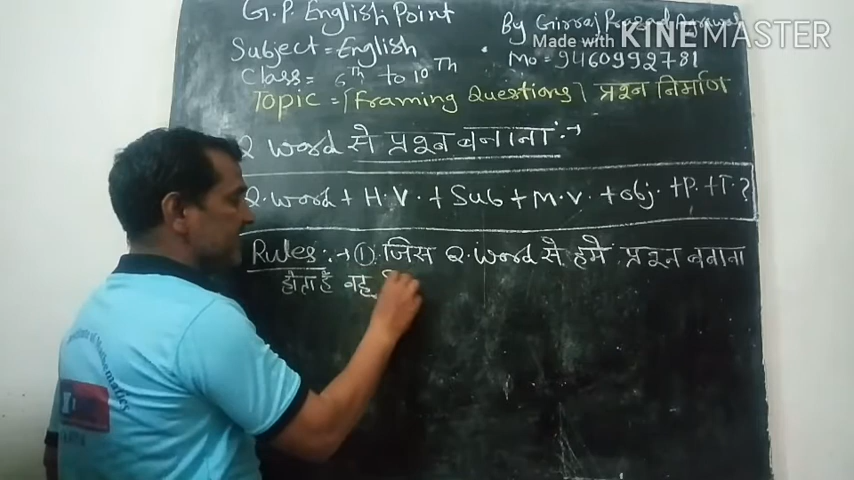 G.P. English Point
By Girraj Prasad Agrawal
Made with KINEMASTER
Subject = English
Mo = 9460992781
Class = 6th to 10th
Topic = [Framing Questions] प्रश्न निर्माण
Q word से प्रश्न बनाना :→
Q.word + H.V. + Sub + M.V. + obj. + P. + T. ?
Rules :→ ① जिस Q.word से हमे प्रश्न बनाना
होता है वह